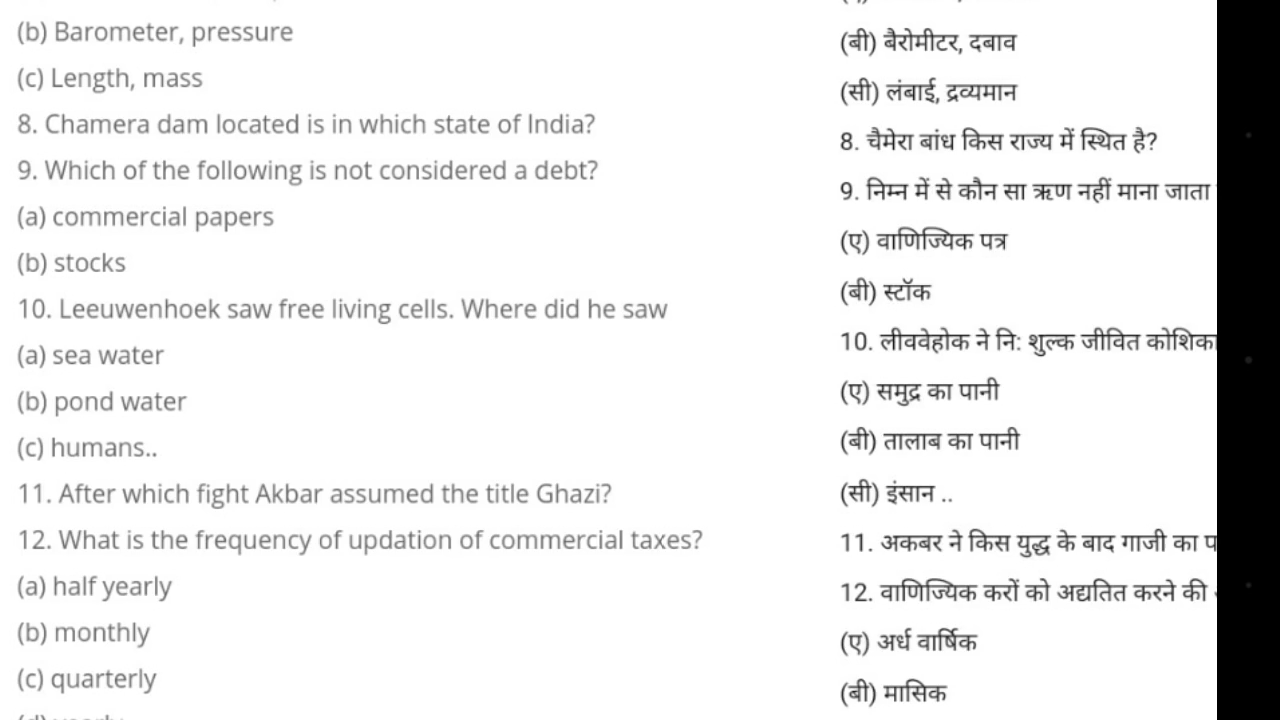 (b) Barometer, pressure
(c) Length, mass
8. Chamera dam located is in which state of India?
9. Which of the following is not considered a debt?
(a) commercial papers
(b) stocks
10. Leeuwenhoek saw free living cells. Where did he saw
(a) sea water
(b) pond water
(c) humans..
11. After which fight Akbar assumed the title Ghazi?
12. What is the frequency of updation of commercial taxes?
(a) half yearly
(b) monthly
(c) quarterly
(बी) बैरोमीटर, दबाव
(सी) लंबाई, द्रव्यमान
8. चैमेरा बांध किस राज्य में स्थित है?
9. निम्न में से कौन सा ऋण नहीं माना जाता
(ए) वाणिज्यिक पत्र
(बी) स्टॉक
10. लीववेहोक ने नि: शुल्क जीवित कोशिका
(ए) समुद्र का पानी
(बी) तालाब का पानी
(सी) इंसान ..
11. अकबर ने किस युद्ध के बाद गाजी का
12. वाणिज्यिक करों को अद्यतित करने की
(ए) अर्ध वार्षिक
(बी) मासिक